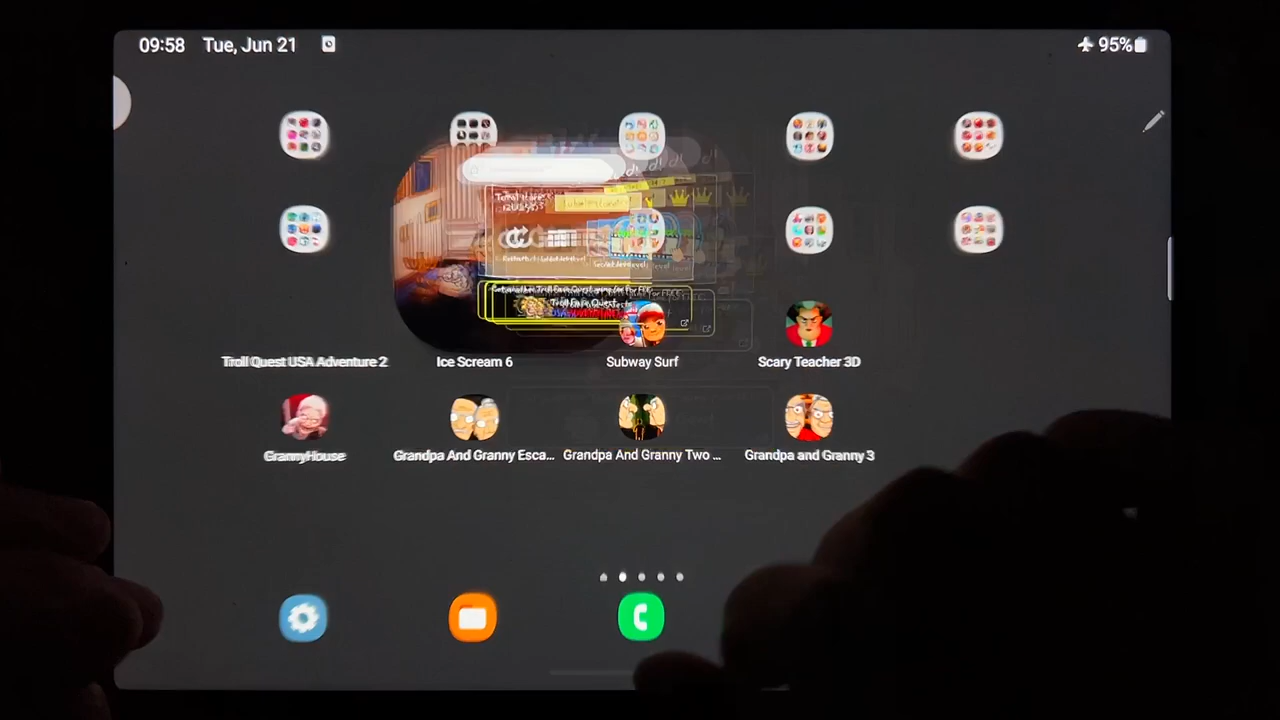 09:58 Tue, Jun 21
95%
Troll Quest USA Adventure 2
Ice Scream 6
Subway Surf
Scary Teacher 3D
GrannyHouse
Grandpa And Granny Esca...
Grandpa And Granny Two ...
Grandpa and Granny 3